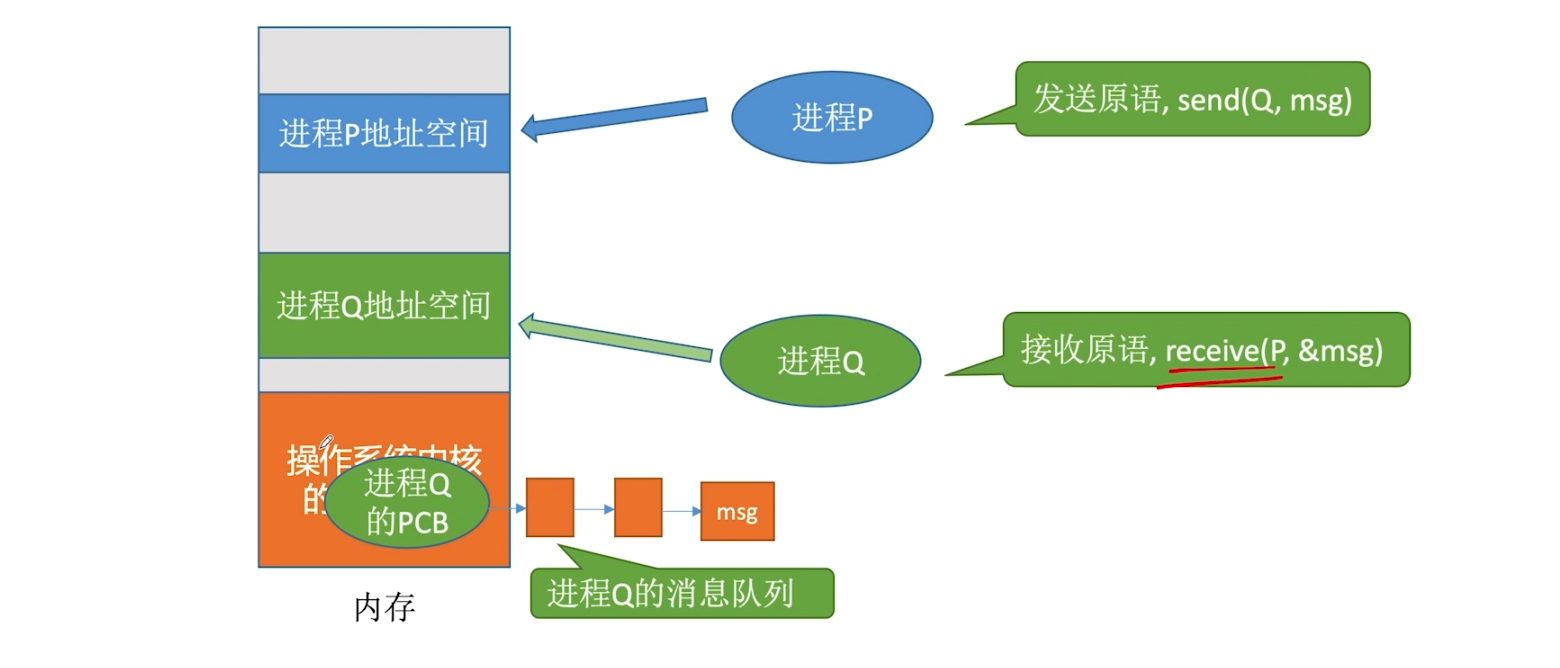 进程P地址空间
进程P
发送原语, send(Q, msg)
进程Q地址空间
进程Q
接收原语, receive(P, &msg)
操作系统内核
的
进程Q
的PCB
msg
进程Q的消息队列
内存